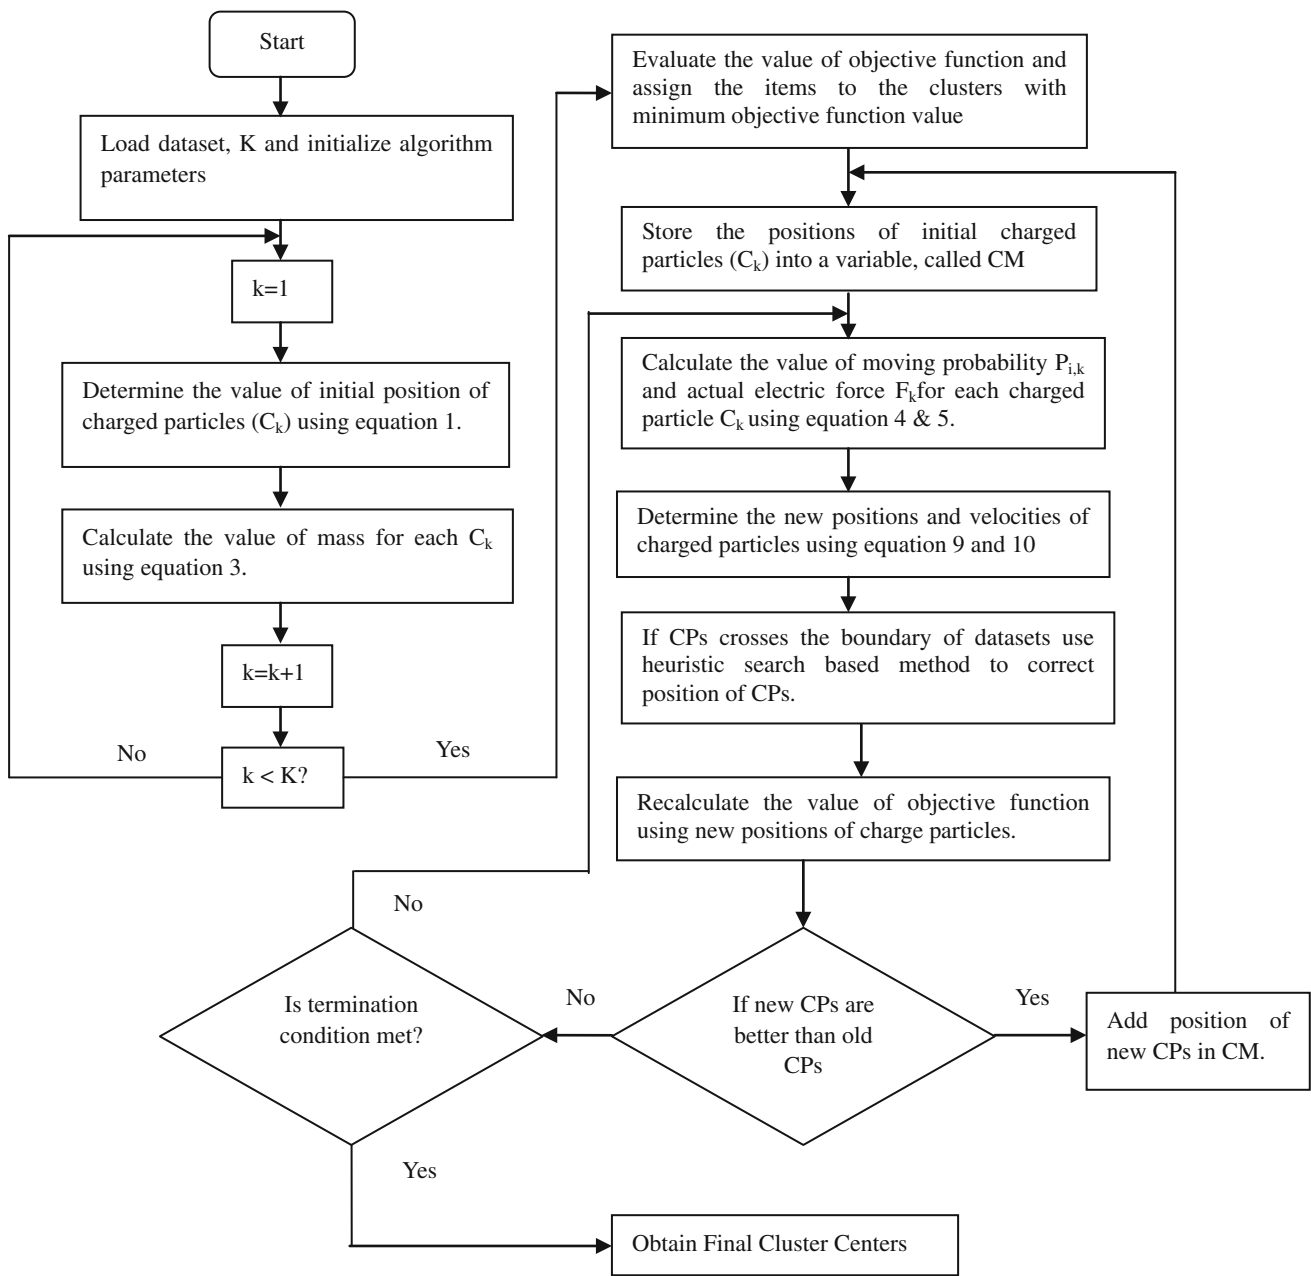 Start
Load dataset, K and initialize algorithm
parameters
k=1
Determine the value of initial position of
charged particles (Ck) using equation 1.
Calculate the value of mass for each Ck
using equation 3.
k=k+1
k < K?
No
Yes
Evaluate the value of objective function and
assign the items to the clusters with
minimum objective function value
Store the positions of initial charged
particles (Ck) into a variable, called CM
Calculate the value of moving probability Pi,k
and actual electric force Fkfor each charged
particle Ck using equation 4 & 5.
Determine the new positions and velocities of
charged particles using equation 9 and 10
If CPs crosses the boundary of datasets use
heuristic search based method to correct
position of CPs.
Recalculate the value of objective function
using new positions of charge particles.
If new CPs are
better than old
CPs
Yes
Add position of
new CPs in CM.
No
Is termination
condition met?
No
Yes
Obtain Final Cluster Centers